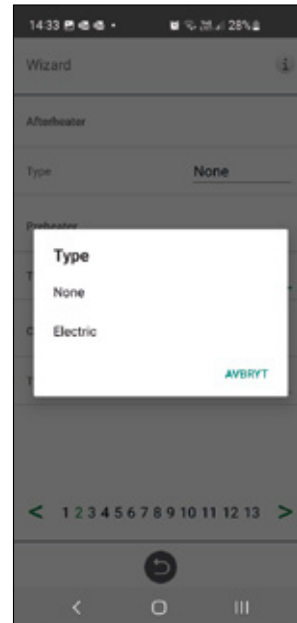 14:33
28%
Wizard
i
Afterheater
Type None
Preheater
Type
T
None
C
Electric
T
AVBRYT
< 1 2 3 4 5 6 7 8 9 10 11 12 13 >